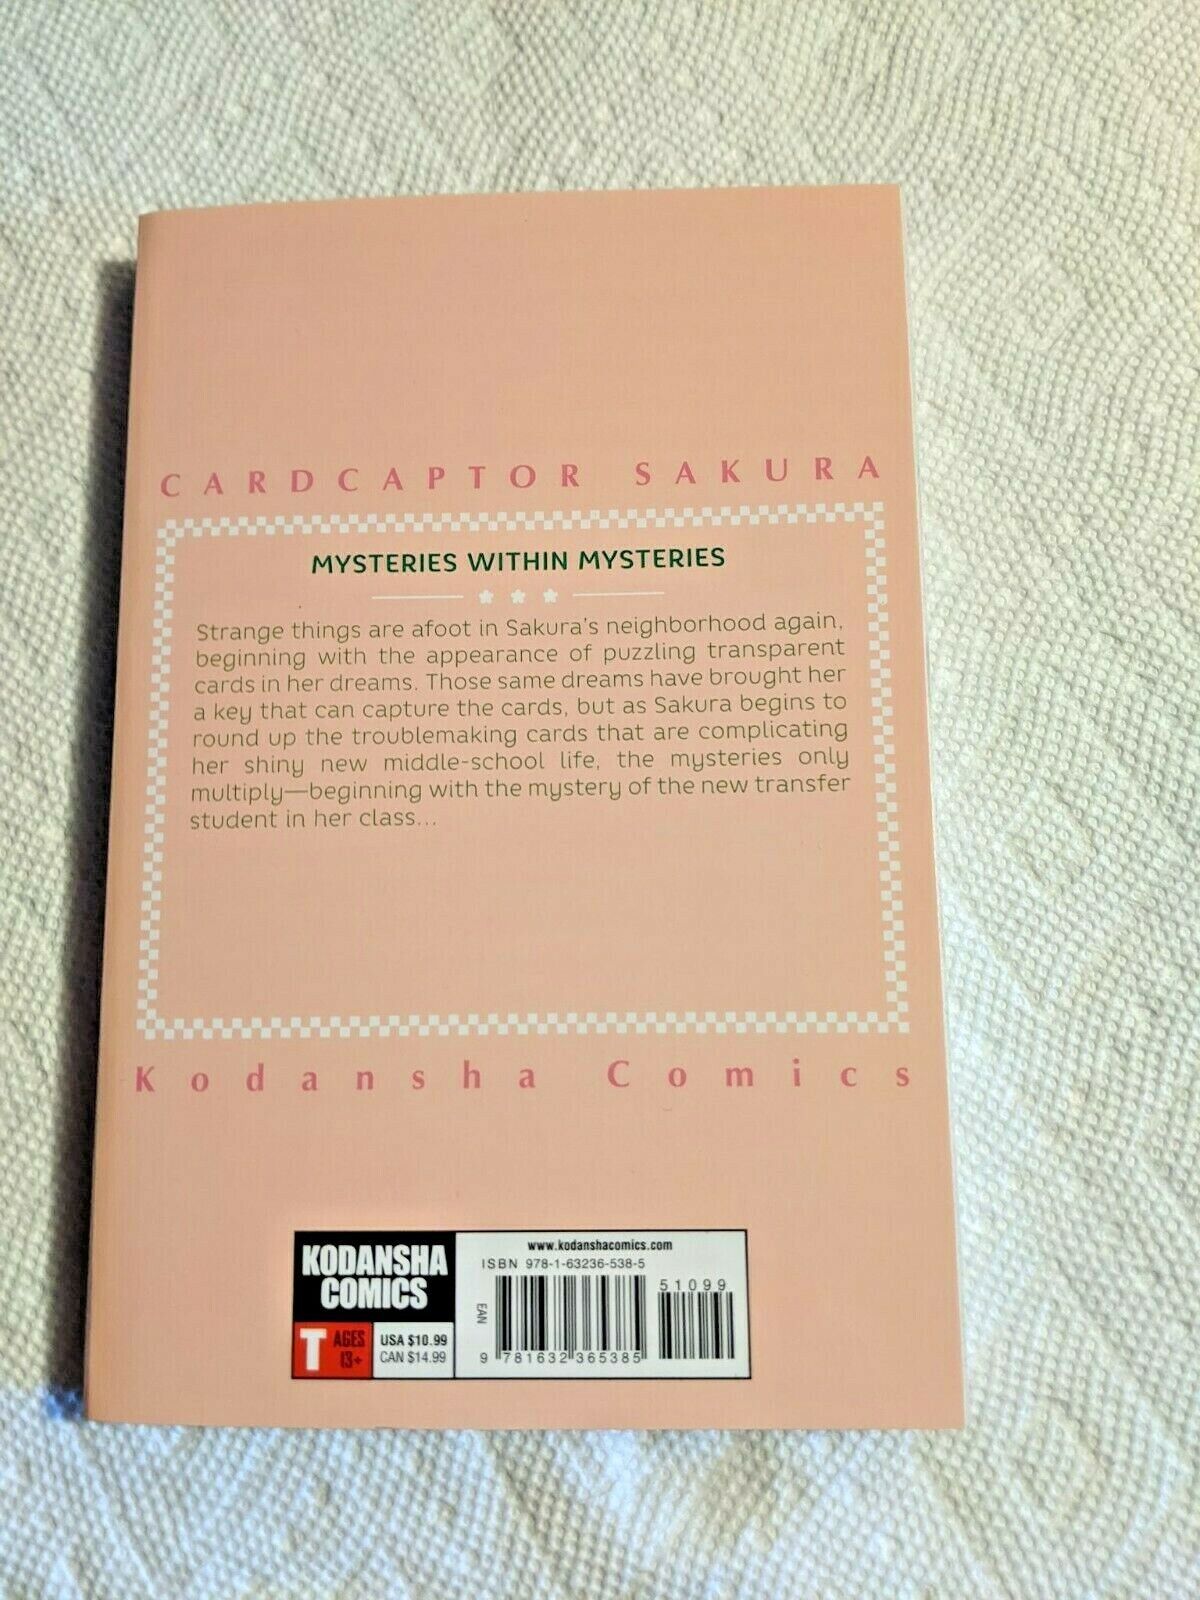 CARDCAPTOR SAKURA
MYSTERIES WITHIN MYSTERIES
Strange things are afoot in Sakura's neighborhood again,
beginning with the appearance of puzzling transparent
cards in her dreams. Those same dreams have brought her
a key that can capture the cards, but as Sakura begins to
round up the troublemaking cards that are complicating
her shiny new middle-school life, the mysteries only
multiply—beginning with the mystery of the new transfer
student in her class...
Kodansha Comics
KODANSHA
COMICS
T AGES
13+
USA $10.99
CAN $14.99
www.kodanshacomics.com
ISBN 978-1-63236-538-5
51099
EAN
9 781632 365385